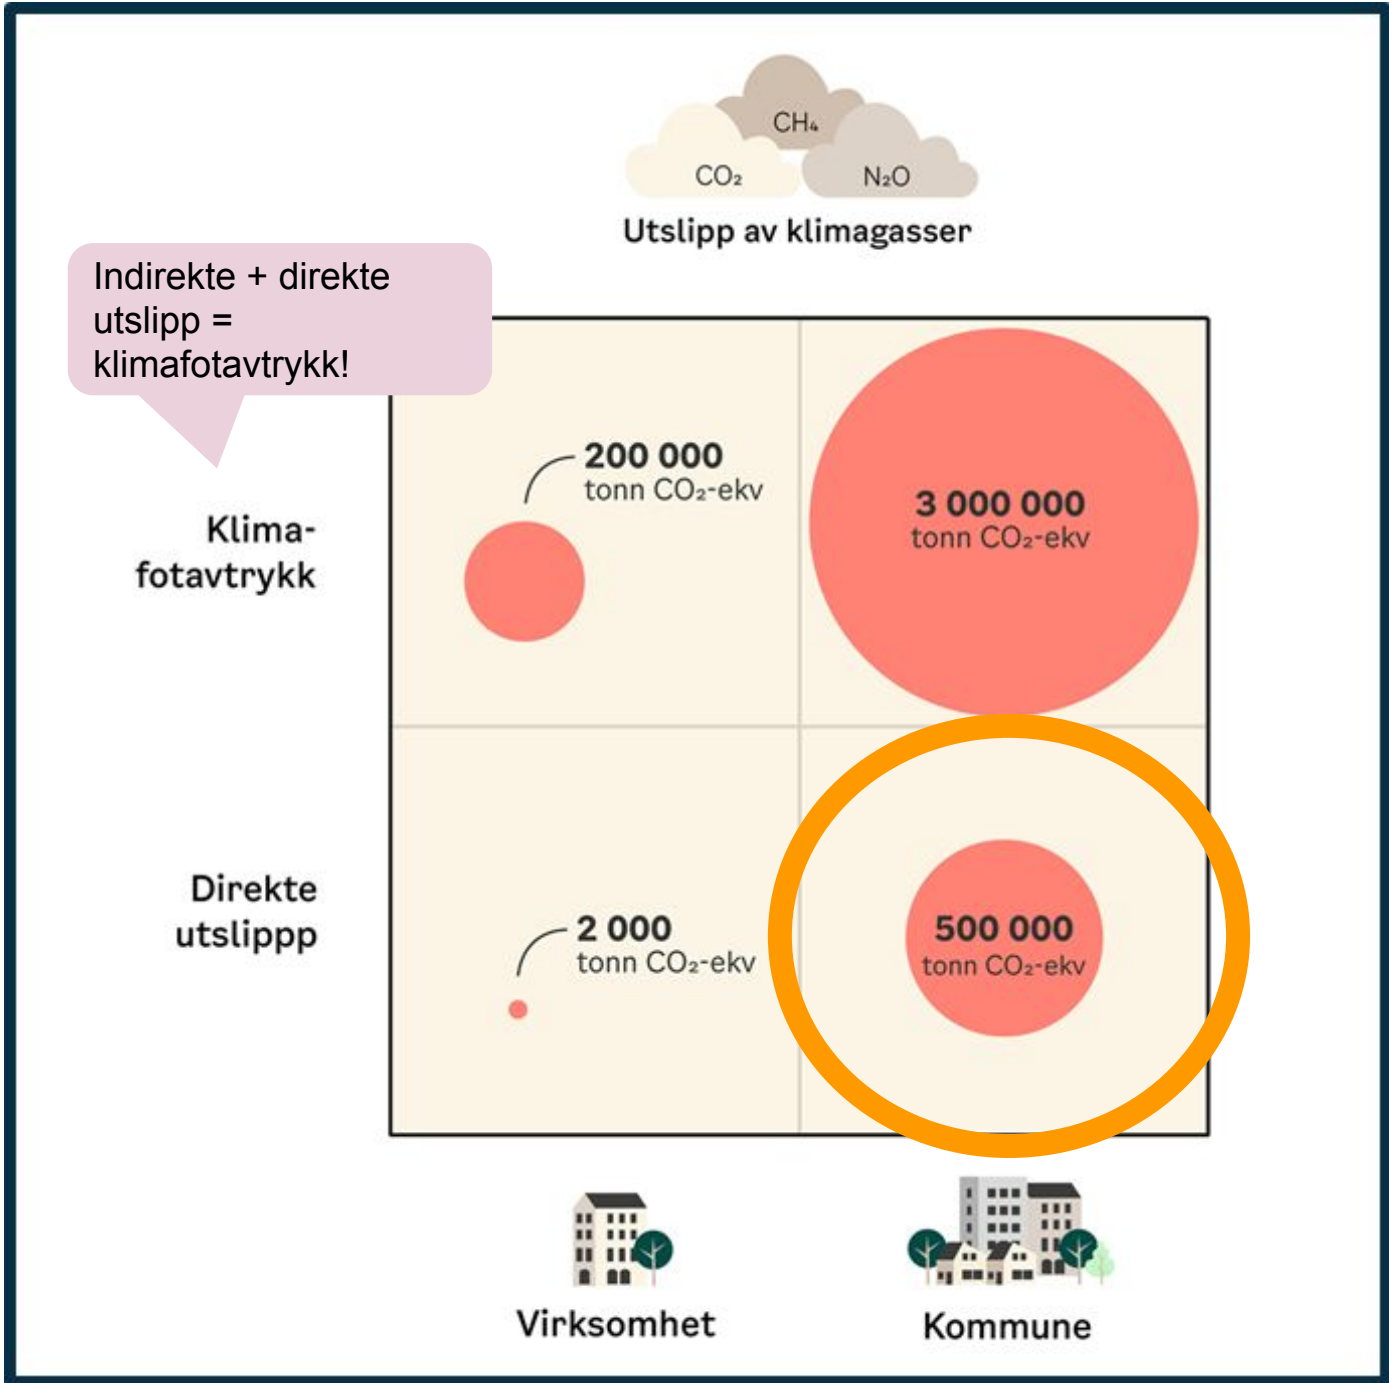 CH₄
CO₂
N₂O
Utslipp av klimagasser
Indirekte + direkte
utslipp =
klimafotavtrykk!
Klima-
fotavtrykk
200 000
tonn CO₂-ekv
3 000 000
tonn CO₂-ekv
Direkte
utslippp
2 000
tonn CO₂-ekv
500 000
tonn CO₂-ekv
Virksomhet
Kommune